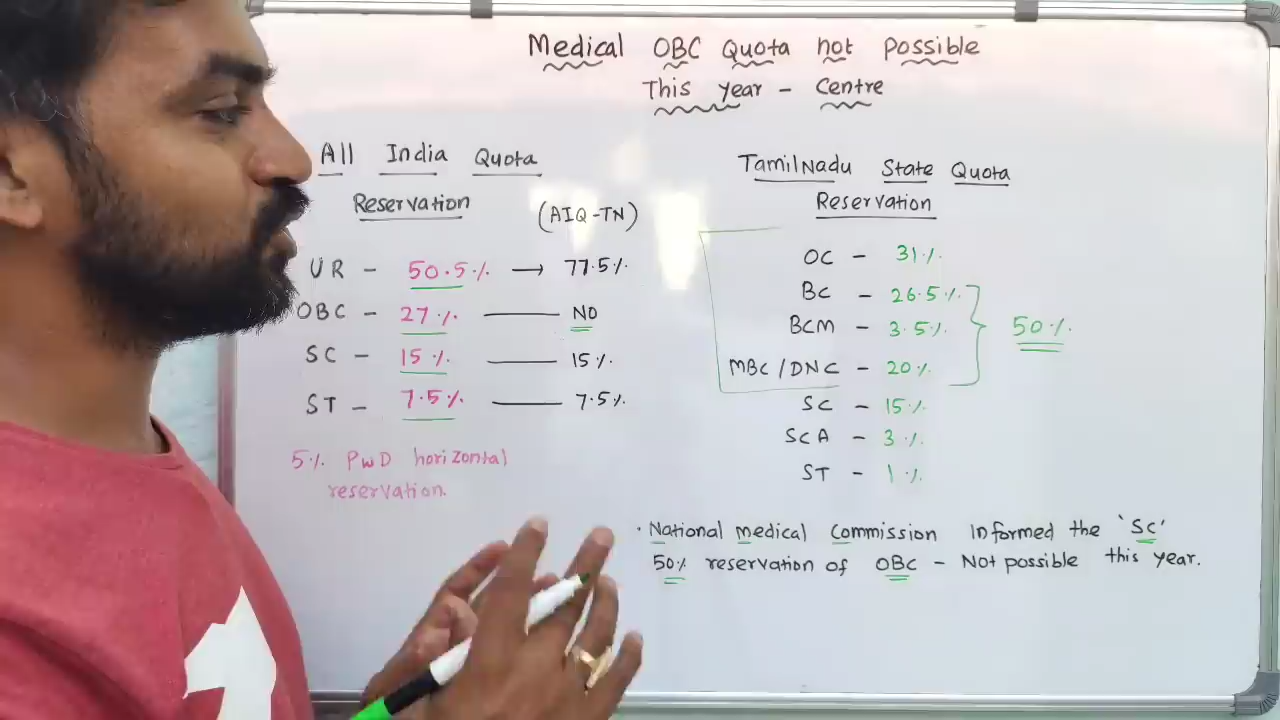 Medical OBC Quota not Possible
This year - Centre
All India Quota
Reservation (AIQ-TN)
UR - 50.5% → 77.5%
OBC - 27% —— NO
SC - 15% —— 15%
ST - 7.5% —— 7.5%
5% PwD horizontal
reservation.
TamilNadu State Quota
Reservation
OC - 31%
BC - 26.5%
BCM - 3.5%
MBC/DNC - 20%
50%
SC - 15%
SCA - 3%
ST - 1%
· National medical Commission Informed the 'SC'
50% reservation of OBC - Not possible this year.